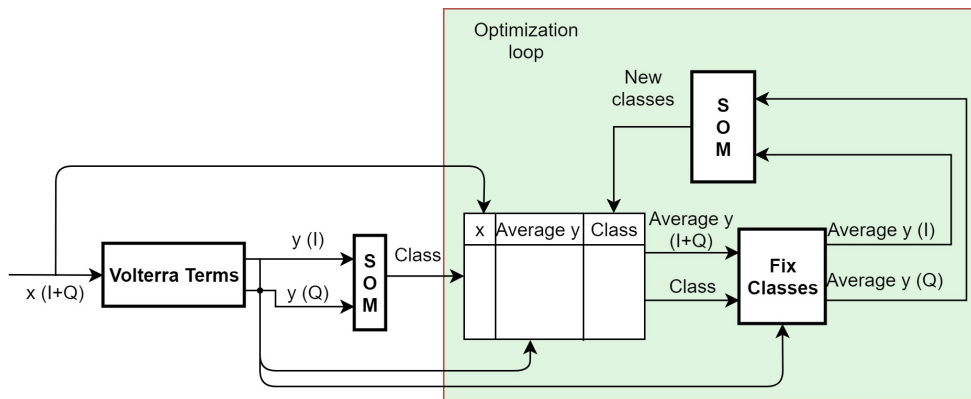 Optimization
loop
New
classes
S
O
M
x (I+Q)
Volterra Terms
y (I)
y (Q)
S
O
M
Class
x
Average y
Class
Average y
(I+Q)
Class
Fix
Classes
Average y (I)
Average y (Q)